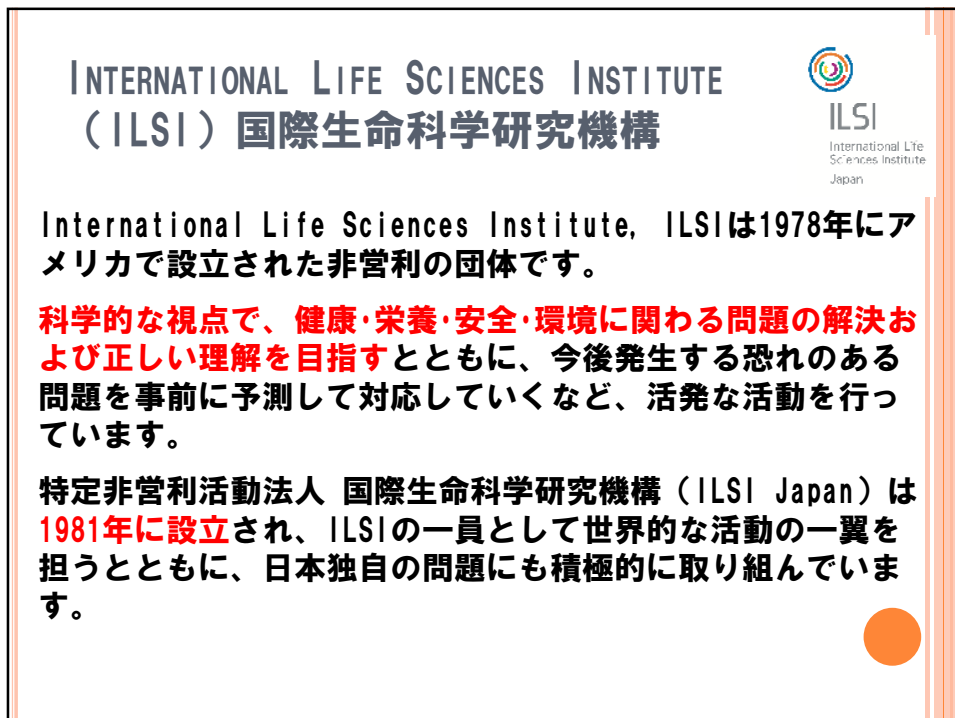 INTERNATIONAL LIFE SCIENCES INSTITUTE
（ILSI）国際生命科学研究機構
ILSI
International Life
Sciences Institute
Japan
International Life Sciences Institute, ILSIは1978年にア
メリカで設立された非営利の団体です。
科学的な視点で、健康･栄養･安全･環境に関わる問題の解決お
よび正しい理解を目指すとともに、今後発生する恐れのある
問題を事前に予測して対応していくなど、活発な活動を行っ
ています。
特定非営利活動法人 国際生命科学研究機構（ILSI Japan）は
1981年に設立され、ILSIの一員として世界的な活動の一翼を
担うとともに、日本独自の問題にも積極的に取り組んでいま
す。